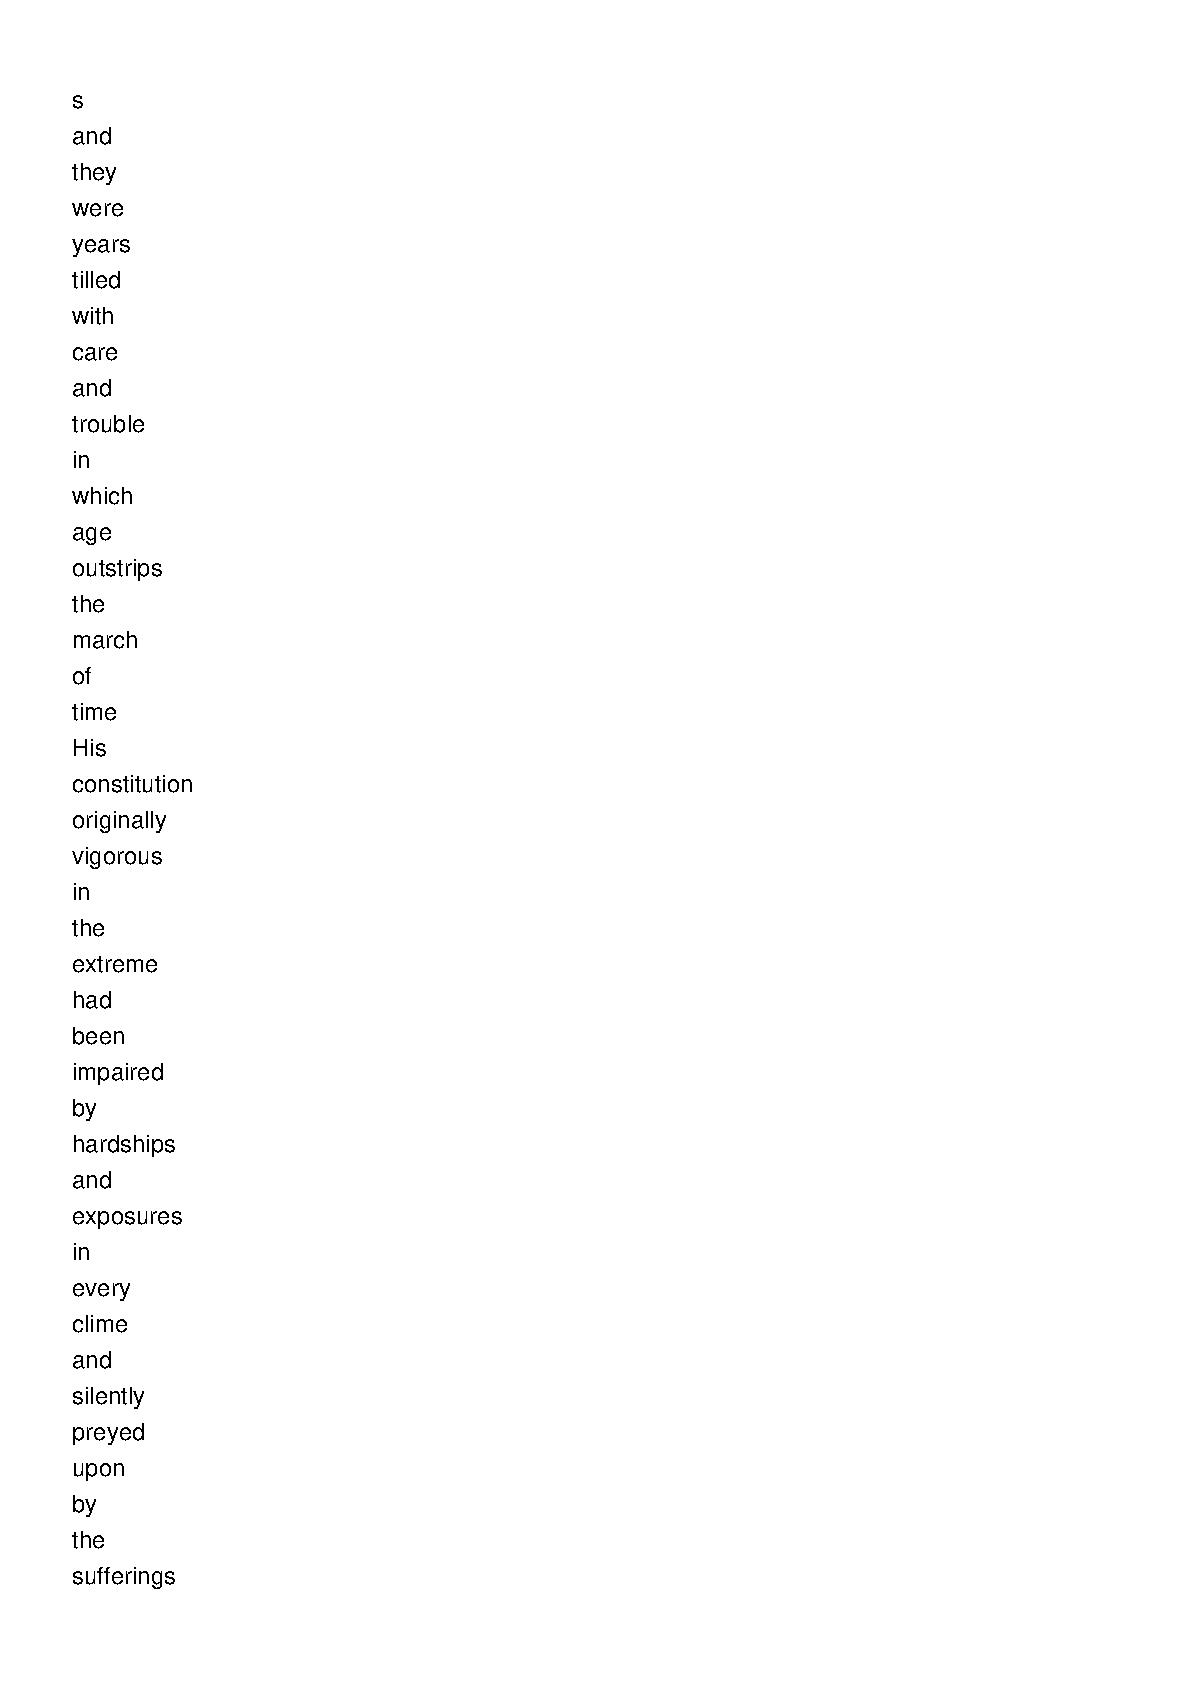 s
and
they
were
years
tilled
with
care
and
trouble
in
which
age
outstrips
the
march
of
time
His
constitution
originally
vigorous
in
the
extreme
had
been
impaired
by
hardships
and
exposures
in
every
clime
and
silently
preyed
upon
by
the
sufferings